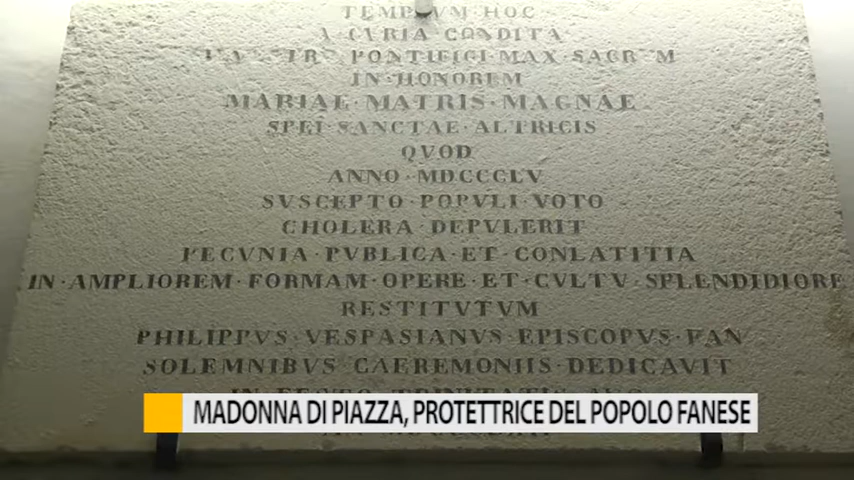 TEMPLVM HOC
A CVRIA CONDITA
PONTIFICI MAX SACRVM
IN HONOREM
MARIAE · MATRIS · MAGNAE
SPEI · SANCTAE · ALTRICIS
QVOD
ANNO · MDCCCLV
SVSCEPTO · POPVLI · VOTO
CHOLERA · DEPVLERIT
PECVNIA · PVBLICA · ET · CONLATITIA
IN · AMPLIOREM · FORMAM · OPERE · ET · CVLTV · SPLENDIDIORE
RESTITVTVM
PHILIPPVS · VESPASIANVS · EPISCOPVS · FAN
SOLEMNIBVS · CAEREMONIIS · DEDICAVIT
MADONNA DI PIAZZA, PROTETTRICE DEL POPOLO FANESE